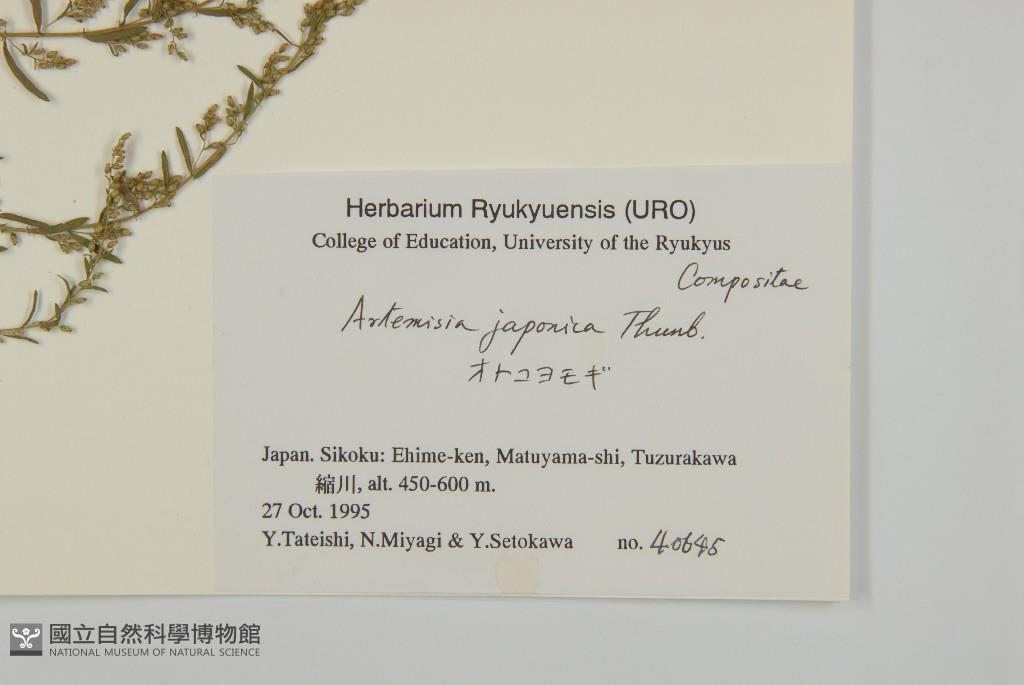 Herbarium Ryukyuensis (URO)
College of Education, University of the Ryukyus
Compositae
Artemisia japonica Thunb.
オトコヨモギ
Japan. Sikoku: Ehime-ken, Matuyama-shi, Tuzurakawa
縮川, alt. 450-600 m.
27 Oct. 1995
Y.Tateishi, N.Miyagi & Y.Setokawa no. 40645
國立自然科學博物館
NATIONAL MUSEUM OF NATURAL SCIENCE